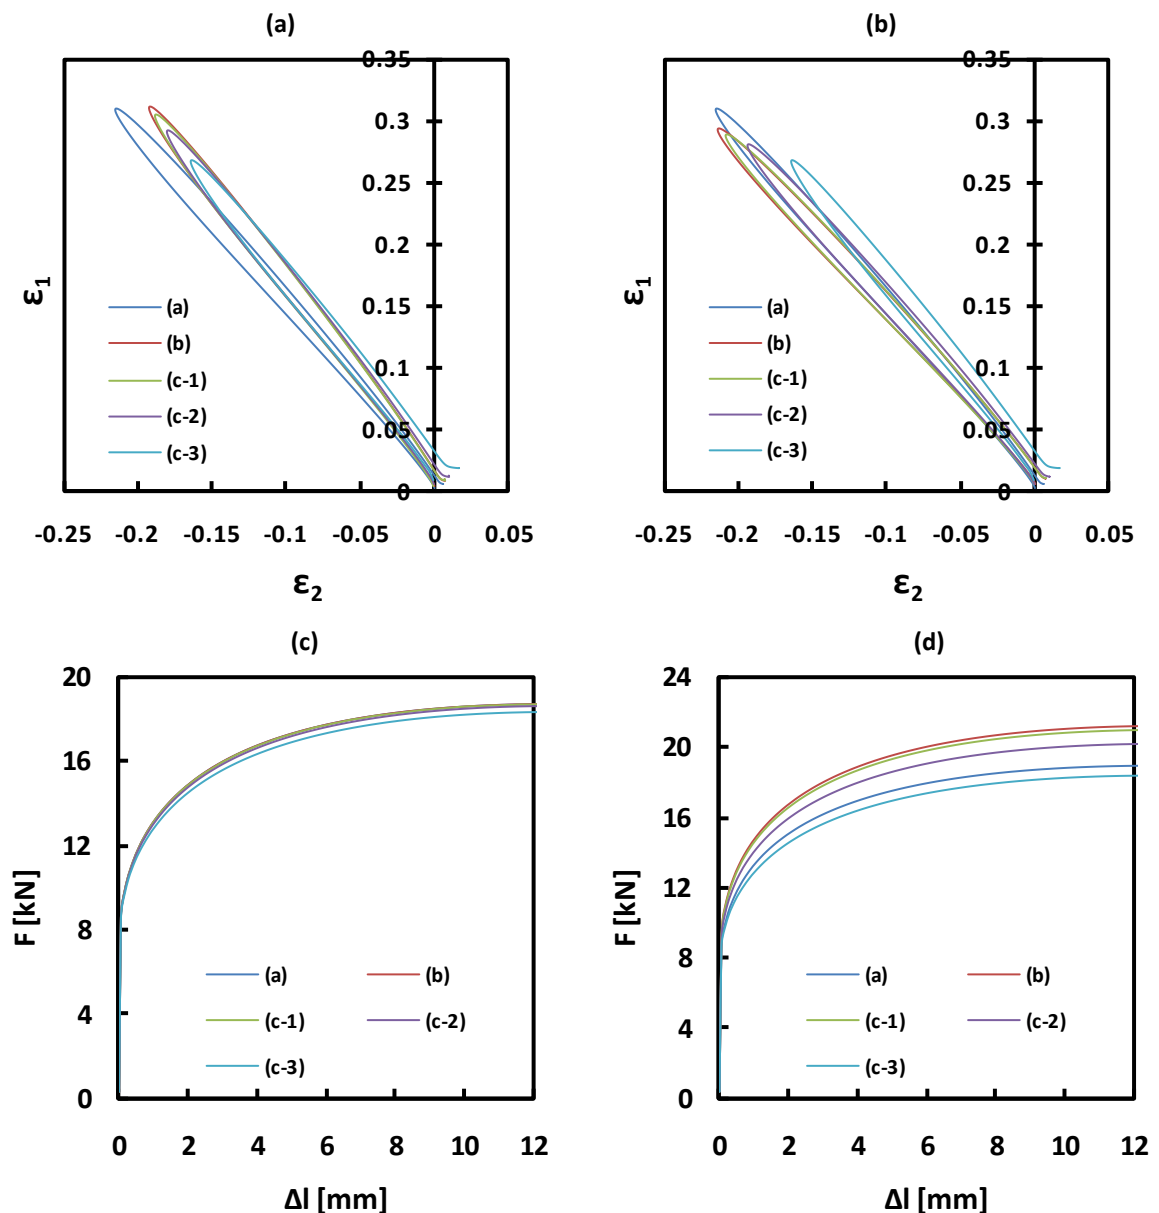 (a)
0.35
0.3
0.25
0.2
0.15
0.1
0.05
0
ε1
(a)
(b)
(c-1)
(c-2)
(c-3)
-0.25 -0.2 -0.15 -0.1 -0.05 0 0.05
ε2
(b)
0.35
0.3
0.25
0.2
0.15
0.1
0.05
0
ε1
(a)
(b)
(c-1)
(c-2)
(c-3)
-0.25 -0.2 -0.15 -0.1 -0.05 0 0.05
ε2
(c)
20
16
12
8
4
0
F [kN]
(a) (b)
(c-1) (c-2)
(c-3)
0 2 4 6 8 10 12
Δl [mm]
(d)
24
20
16
12
8
4
0
F [kN]
(a) (b)
(c-1) (c-2)
(c-3)
0 2 4 6 8 10 12
Δl [mm]